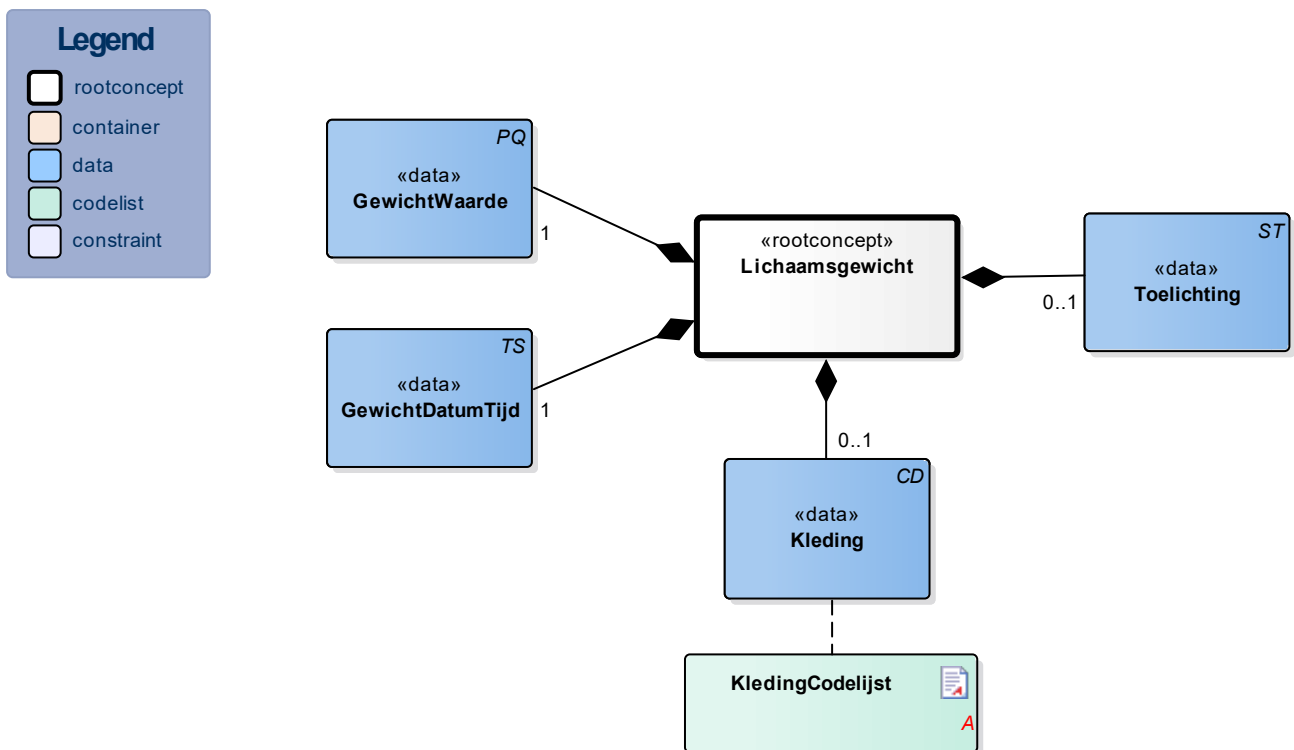 Legend
rootconcept
container
data
codelist
constraint
PQ
«data»
GewichtWaarde
1
TS
«data»
GewichtDatumTijd
1
«rootconcept»
Lichaamsgewicht
ST
«data»
Toelichting
0..1
0..1
CD
«data»
Kleding
KledingCodelijst
A